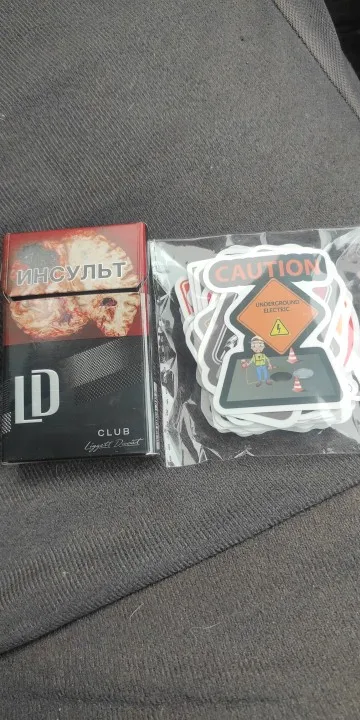 ИНСУЛЬТ
LD
CLUB
Liggett Ducat
CAUTION
UNDERGROUND
ELECTRIC